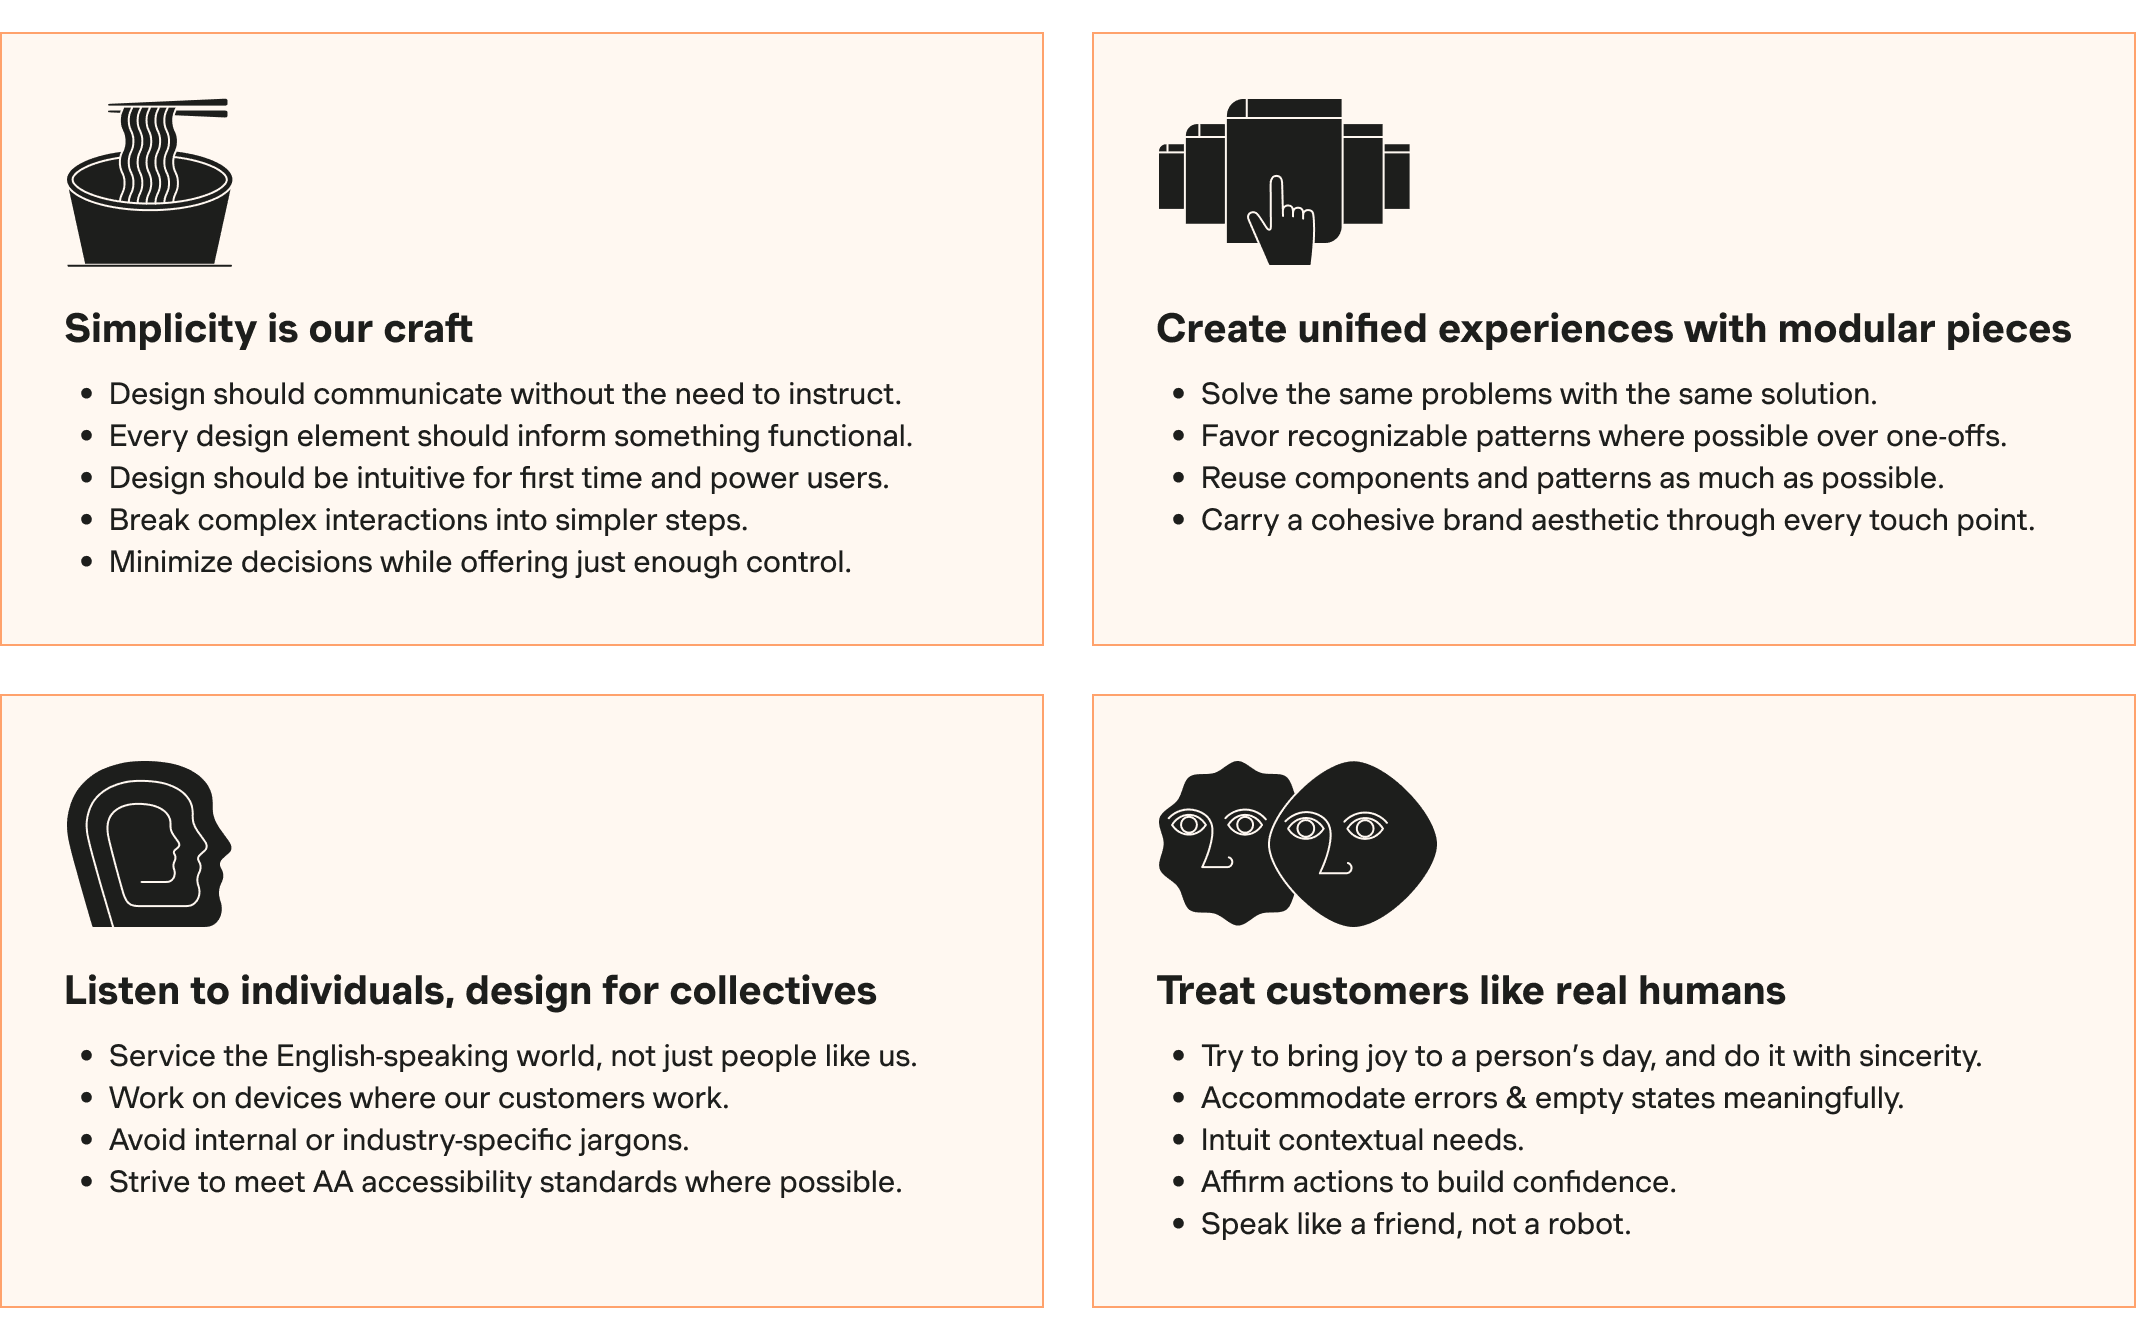 Simplicity is our craft
• Design should communicate without the need to instruct.
• Every design element should inform something functional.
• Design should be intuitive for first time and power users.
• Break complex interactions into simpler steps.
• Minimize decisions while offering just enough control.
Create unified experiences with modular pieces
• Solve the same problems with the same solution.
• Favor recognizable patterns where possible over one-offs.
• Reuse components and patterns as much as possible.
• Carry a cohesive brand aesthetic through every touch point.
Listen to individuals, design for collectives
• Service the English-speaking world, not just people like us.
• Work on devices where our customers work.
• Avoid internal or industry-specific jargons.
• Strive to meet AA accessibility standards where possible.
Treat customers like real humans
• Try to bring joy to a person’s day, and do it with sincerity.
• Accommodate errors & empty states meaningfully.
• Intuit contextual needs.
• Affirm actions to build confidence.
• Speak like a friend, not a robot.